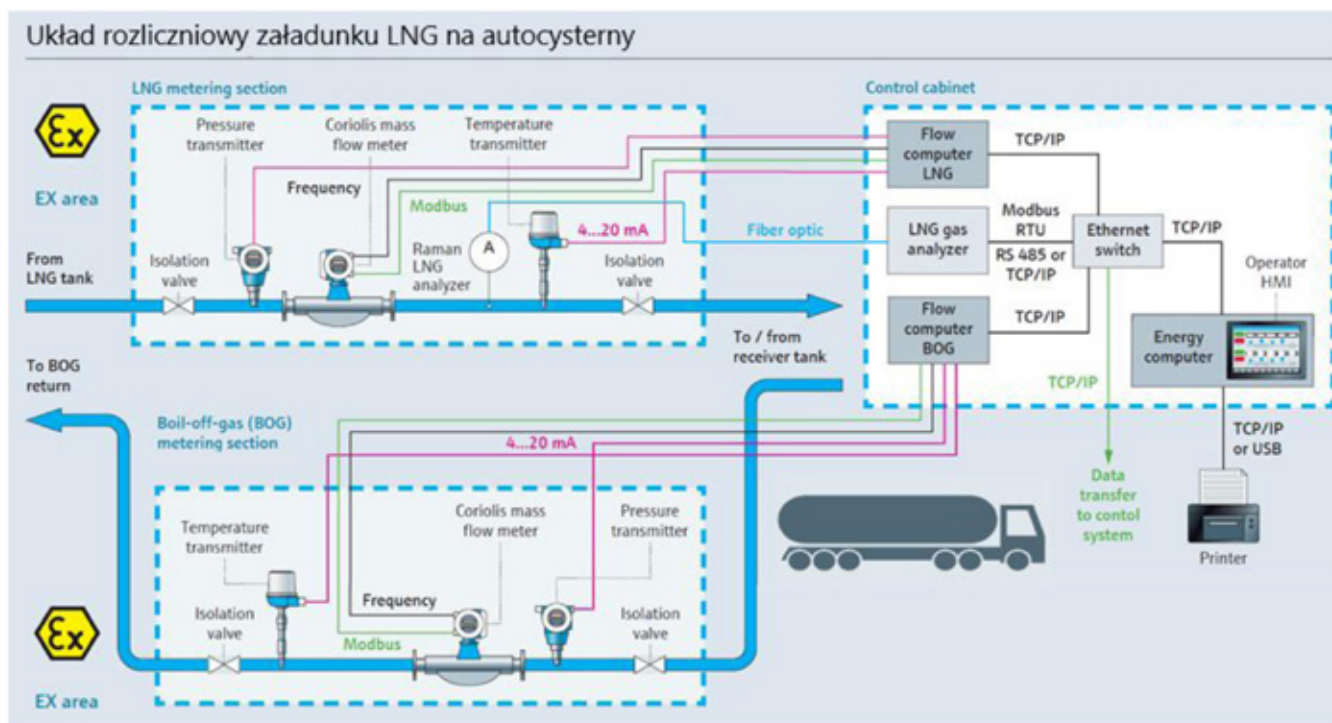 Układ rozliczniowy załadunku LNG na autocysterny
LNG metering section
Control cabinet
Ex
EX area
Pressure
transmitter
Coriolis mass
flow meter
Temperature
transmitter
Frequency
Modbus
4...20 mA
Raman
LNG
analyzer
A
Fiber optic
From
LNG tank
Isolation
valve
Isolation
valve
Flow
computer
LNG
TCP/IP
LNG gas
analyzer
Modbus
RTU
RS 485 or
TCP/IP
Ethernet
switch
TCP/IP
Operator
HMI
Flow
computer
BOG
TCP/IP
Energy
computer
To / from
receiver tank
To BOG
return
TCP/IP
TCP/IP
or USB
Boil-off-gas (BOG)
metering section
4...20 mA
Data
transfer
to contol
system
Printer
Temperature
transmitter
Coriolis mass
flow meter
Pressure
transmitter
Isolation
valve
Frequency
Modbus
Isolation
valve
Ex
EX area